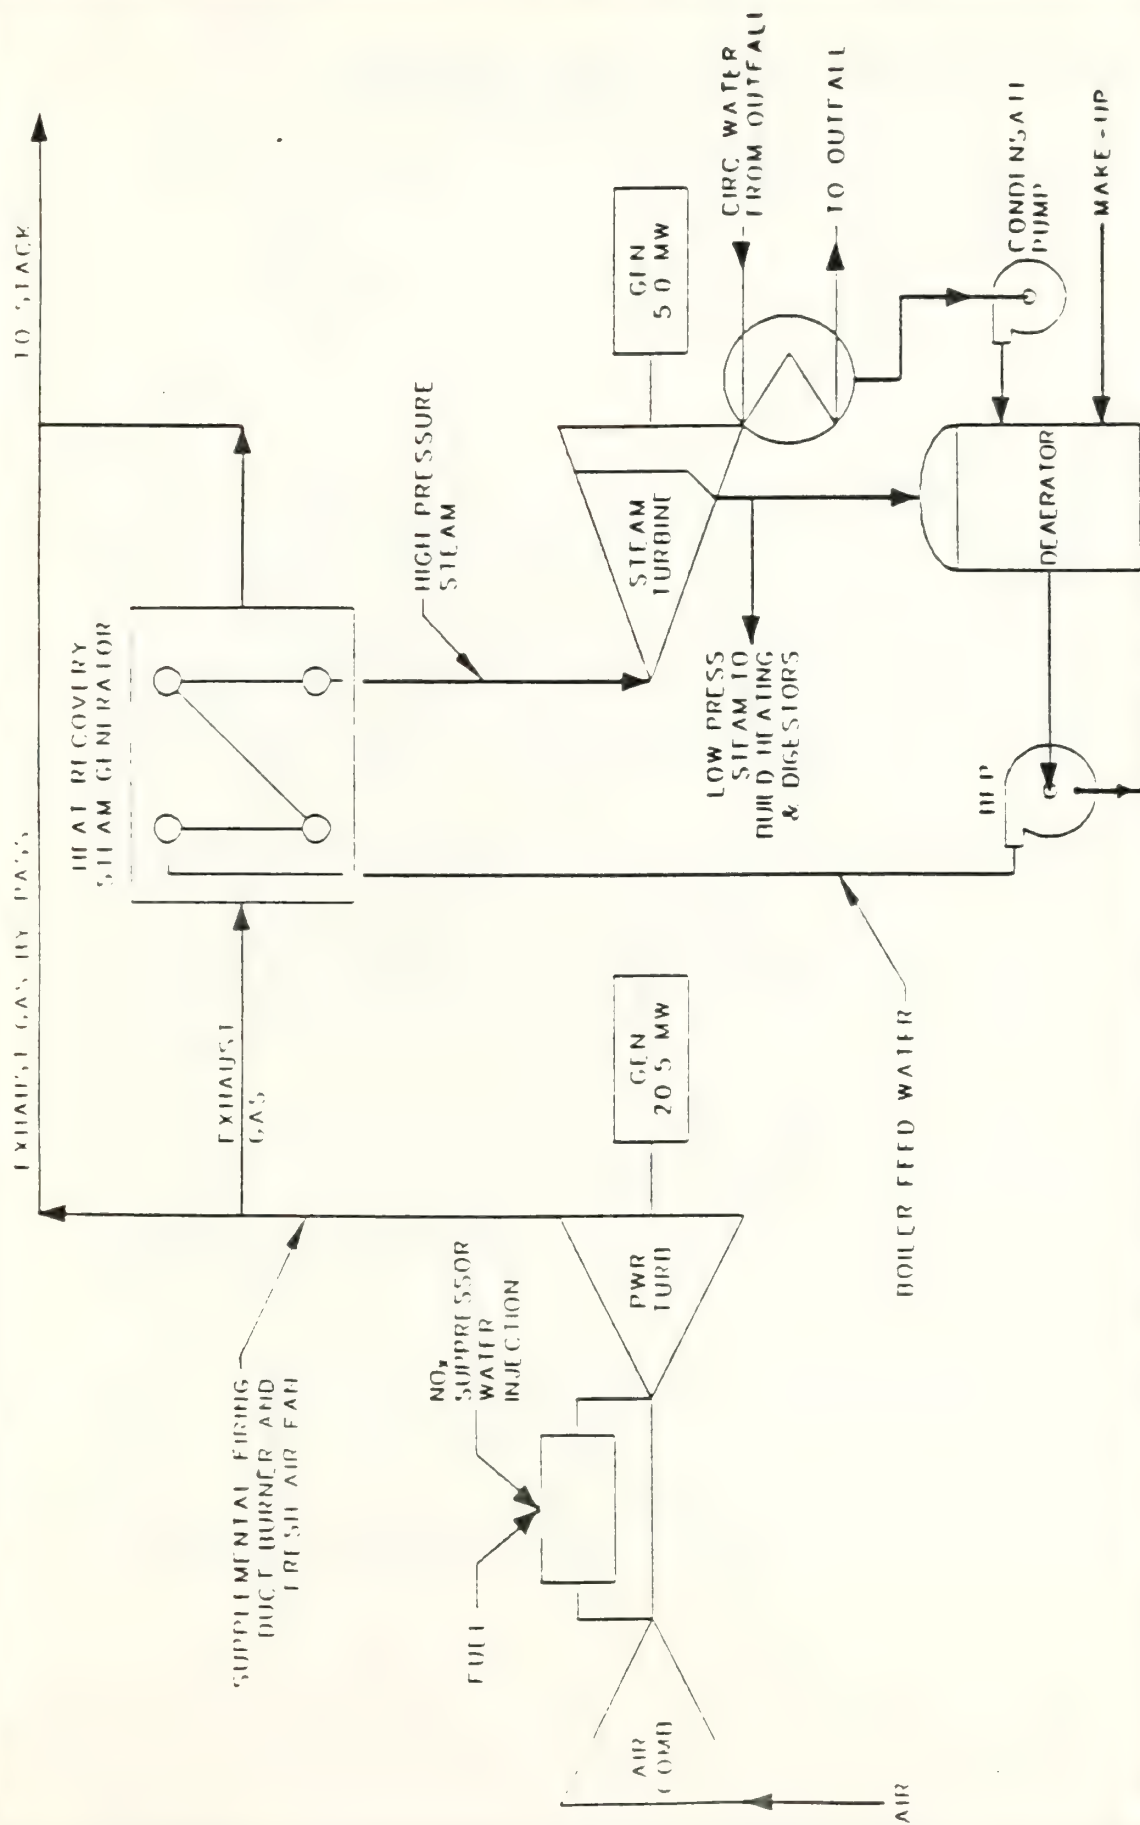 EXHAUST GAS BY PASS
TO STACK
HEAT RECOVERY
STEAM GENERATOR
EXHAUST
GAS
SUPPLEMENTAL FIRING
DUCT BURNER AND
FRESH AIR FAN
HIGH PRESSURE
STEAM
NOx
SUPPRESSOR
WATER
INJECTION
FUEL
AIR
COMB
AIR
PWR
TURB
GEN
20.5 MW
STEAM
TURBINE
GEN
5.0 MW
CIRC WATER
FROM OUTFALL
TO OUTFALL
LOW PRESS
STEAM TO
BUILD HEATING
& DIGESTORS
CONDENSATE
PUMP
MAKE-UP
DEAERATOR
BFP
BOILER FEED WATER